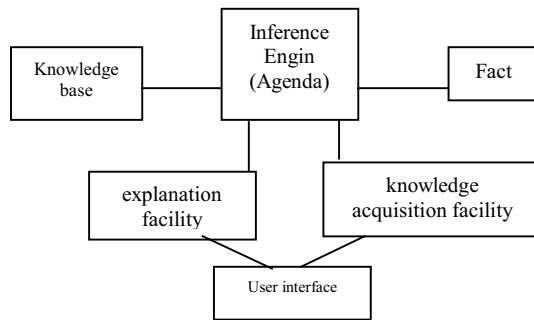 Inference
Engin
(Agenda)
Knowledge
base
Fact
explanation
facility
knowledge
acquisition facility
User interface